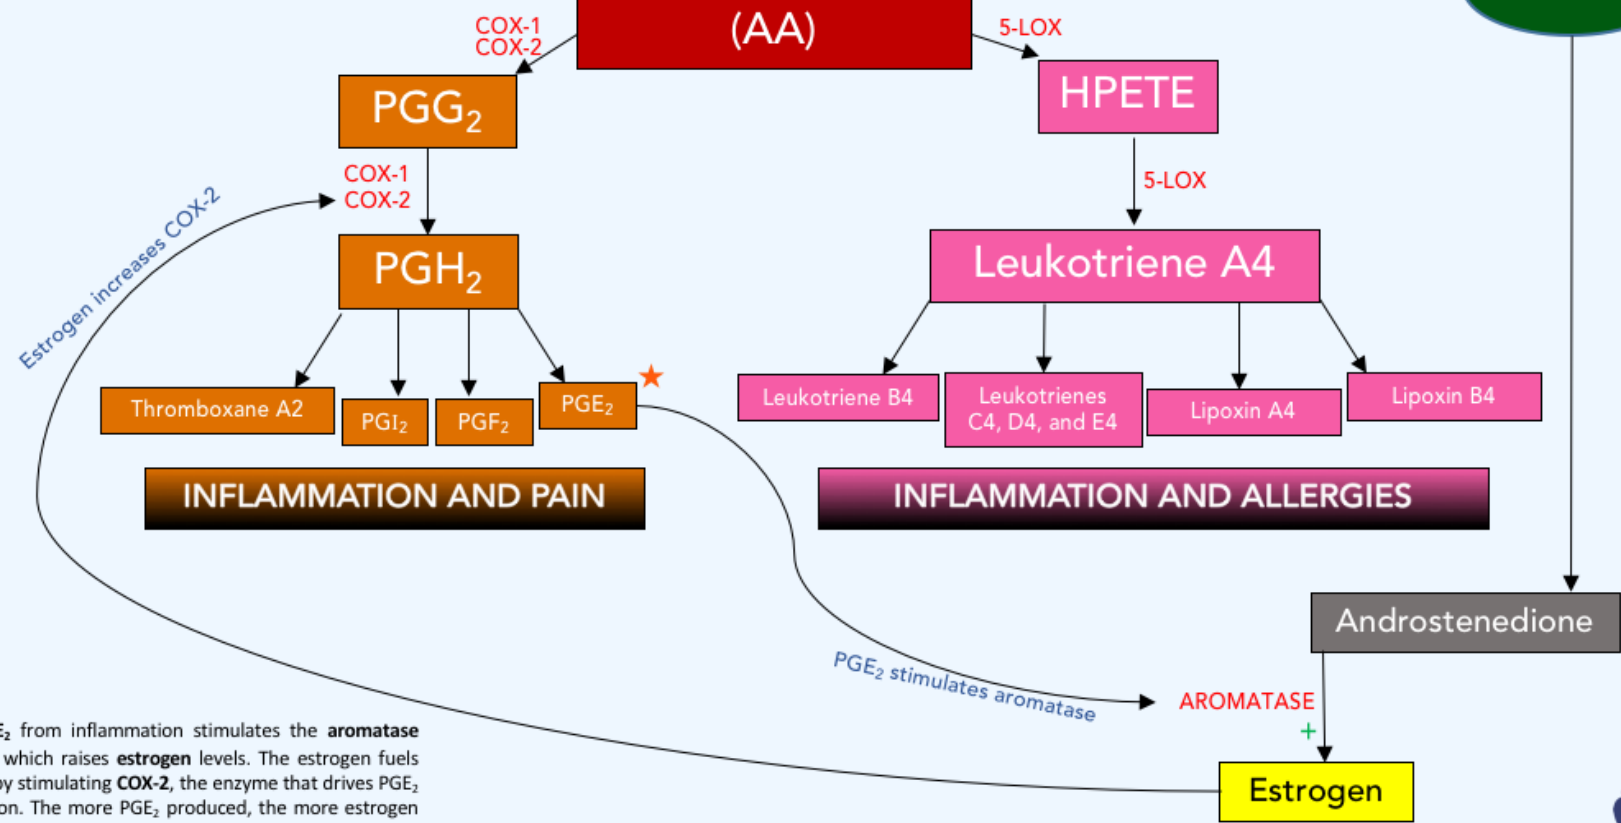 (AA)
COX-1
COX-2
5-LOX
PGG₂
HPETE
COX-1
COX-2
5-LOX
Estrogen increases COX-2
PGH₂
Leukotriene A4
Thromboxane A2
PGI₂
PGF₂
PGE₂
Leukotriene B4
Leukotrienes
C4, D4, and E4
Lipoxin A4
Lipoxin B4
INFLAMMATION AND PAIN
INFLAMMATION AND ALLERGIES
Androstenedione
PGE₂ stimulates aromatase
AROMATASE
+
Estrogen
from inflammation stimulates the aromatase
which raises estrogen levels. The estrogen fuels
by stimulating COX-2, the enzyme that drives PGE₂
The more PGE₂ produced, the more estrogen